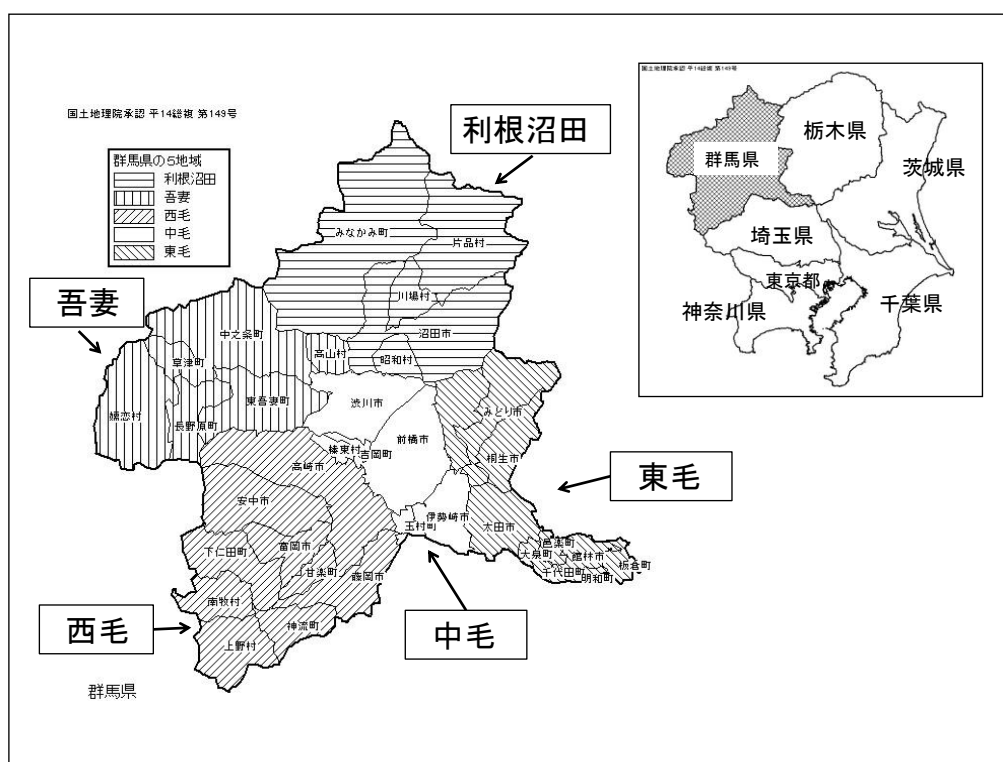 国土地理院承認 平14総複 第149号
群馬県の5地域
利根沼田
吾妻
西毛
中毛
東毛
利根沼田
みなかみ町
片品村
川場村
沼田市
昭和村
吾妻
中之条町
高山村
草津町
東吾妻町
嬬恋村
長野原町
渋川市
前橋市
榛東村
吉岡町
みどり市
桐生市
東毛
高崎市
安中市
伊勢崎市
玉村町
太田市
邑楽町
大泉町
館林市
板倉町
千代田町
明和町
富岡市
下仁田町
甘楽町
藤岡市
南牧村
神流町
上野村
西毛
中毛
群馬県
国土地理院承認 平14総複 第149号
栃木県
群馬県
茨城県
埼玉県
東京都
神奈川県
千葉県